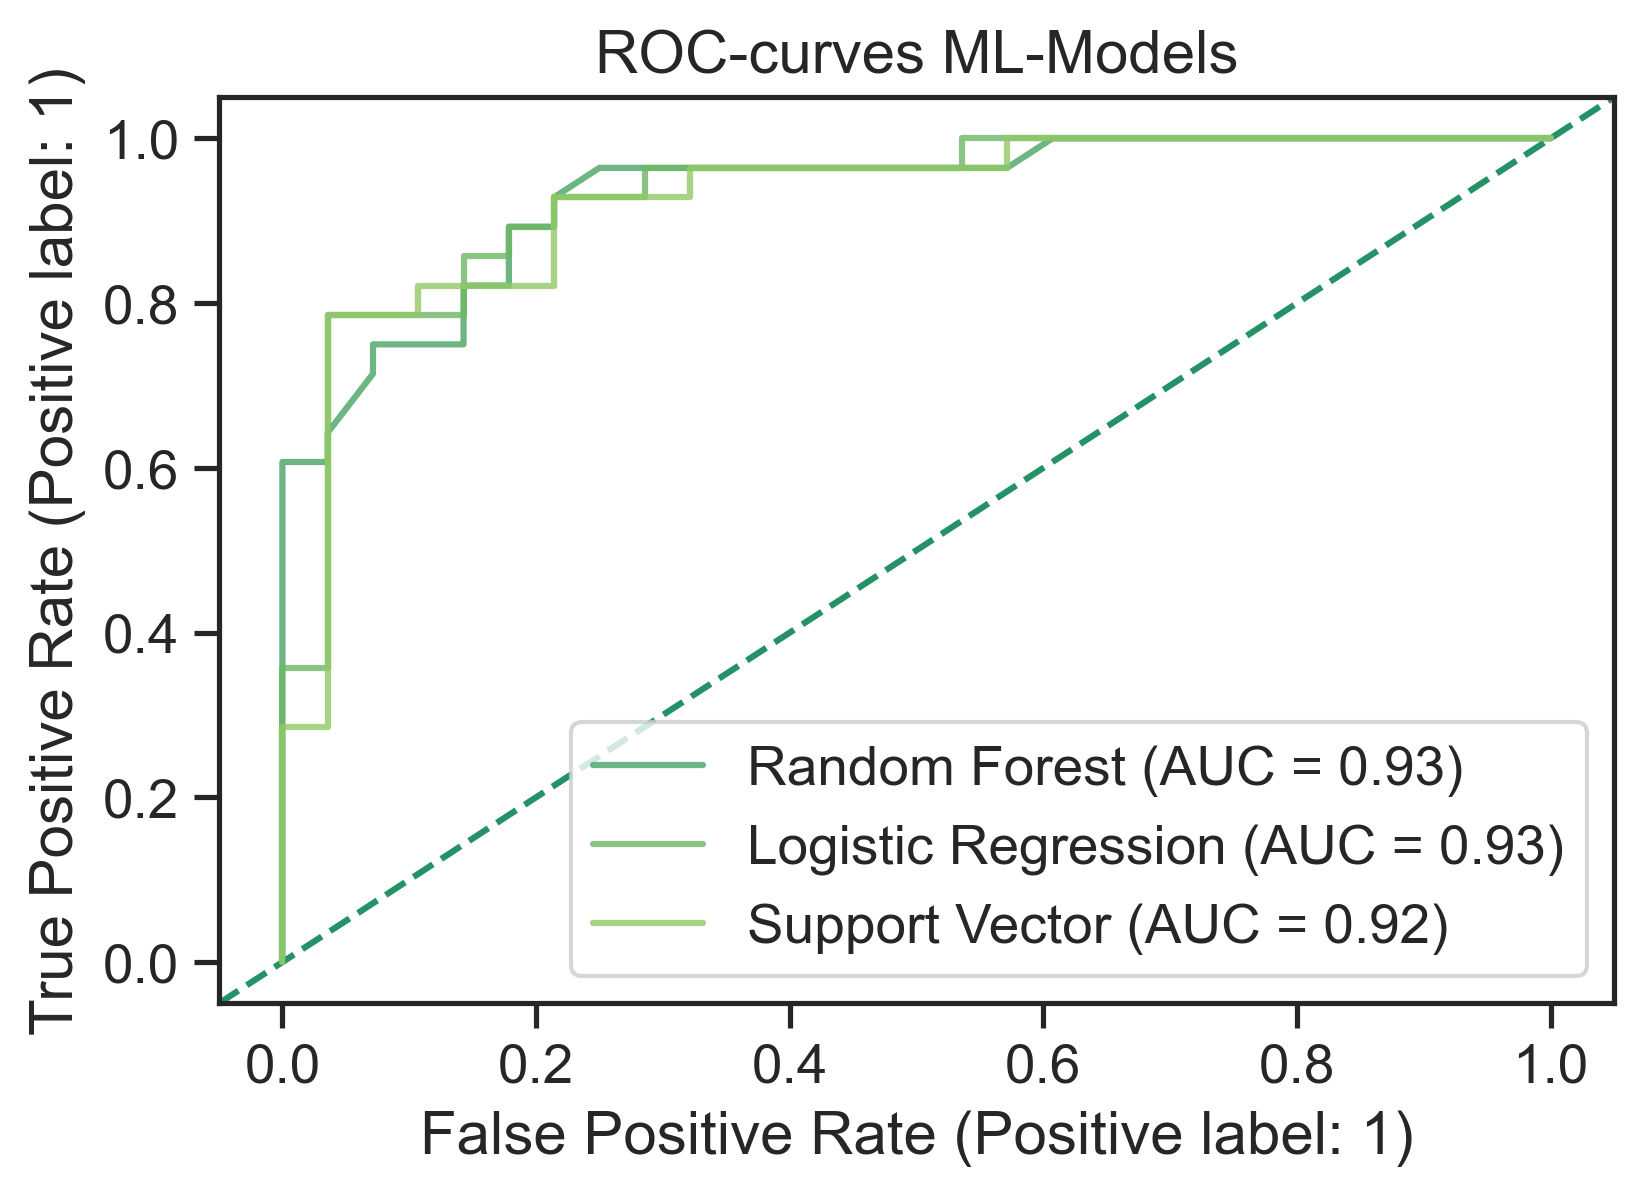 ROC-curves ML-Models
True Positive Rate (Positive label: 1)
1.0
0.8
0.6
0.4
0.2
0.0
Random Forest (AUC = 0.93)
Logistic Regression (AUC = 0.93)
Support Vector (AUC = 0.92)
0.0 0.2 0.4 0.6 0.8 1.0
False Positive Rate (Positive label: 1)